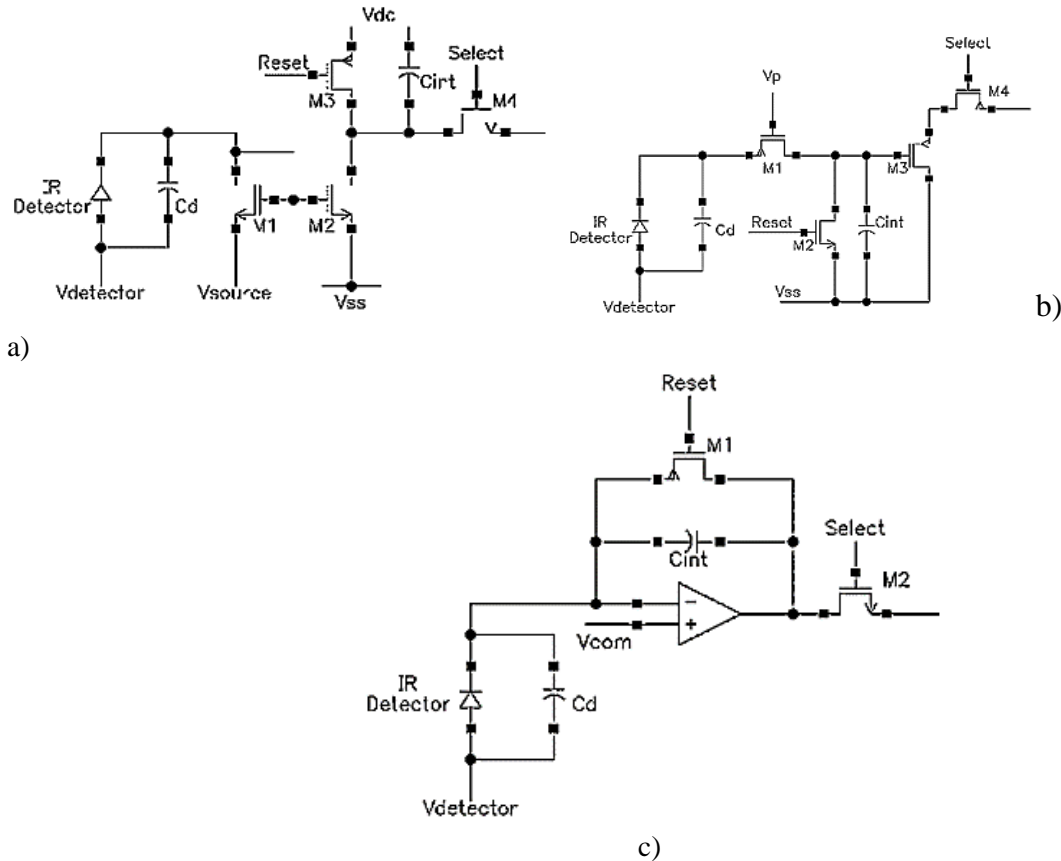 Vdc
Select
Reset
Cirt
M3
M4
IR
Detector
Cd
M1
M2
Vdetector
Vsource
Vss
a)
Select
Vp
M4
M1
M3
IR
Detector
Cd
Reset
M2
Cint
Vss
Vdetector
b)
Reset
M1
Select
Cint
M2
−
+
Vcom
IR
Detector
Cd
Vdetector
c)